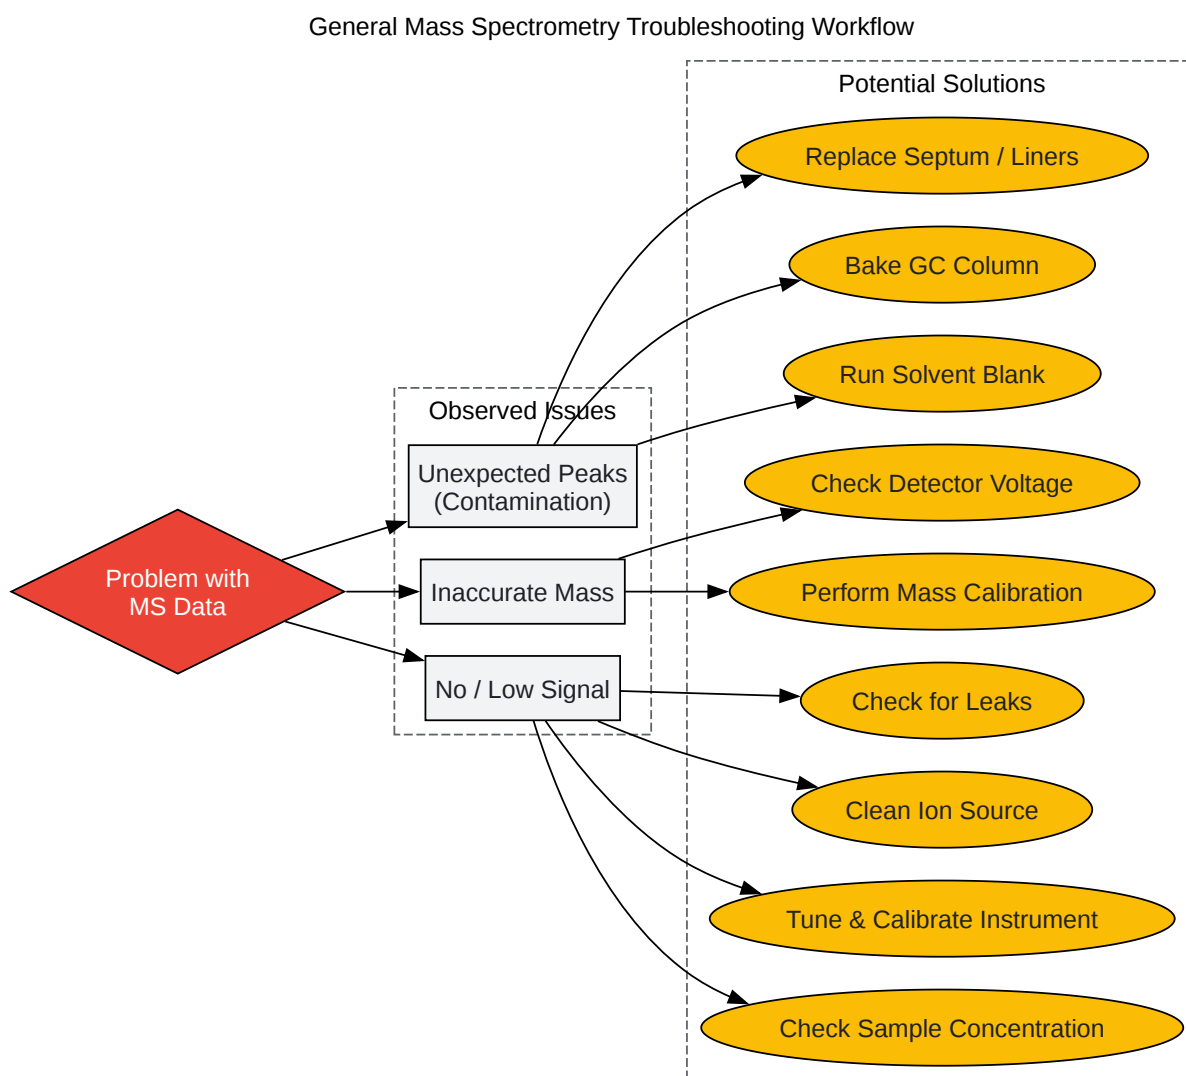 General Mass Spectrometry Troubleshooting Workflow
Potential Solutions
Replace Septum / Liners
Bake GC Column
Run Solvent Blank
Observed Issues
Unexpected Peaks
(Contamination)
Check Detector Voltage
Problem with
MS Data
Inaccurate Mass
Perform Mass Calibration
No / Low Signal
Check for Leaks
Clean Ion Source
Tune & Calibrate Instrument
Check Sample Concentration